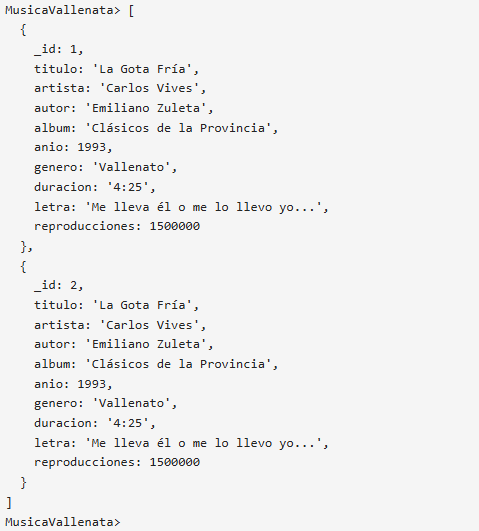 MusicaVallenata> [
  {
    _id: 1,
    titulo: 'La Gota Fría',
    artista: 'Carlos Vives',
    autor: 'Emiliano Zuleta',
    album: 'Clásicos de la Provincia',
    anio: 1993,
    genero: 'Vallenato',
    duracion: '4:25',
    letra: 'Me lleva él o me lo llevo yo...',
    reproducciones: 1500000
  },
  {
    _id: 2,
    titulo: 'La Gota Fría',
    artista: 'Carlos Vives',
    autor: 'Emiliano Zuleta',
    album: 'Clásicos de la Provincia',
    anio: 1993,
    genero: 'Vallenato',
    duracion: '4:25',
    letra: 'Me lleva él o me lo llevo yo...',
    reproducciones: 1500000
  }
]
MusicaVallenata>